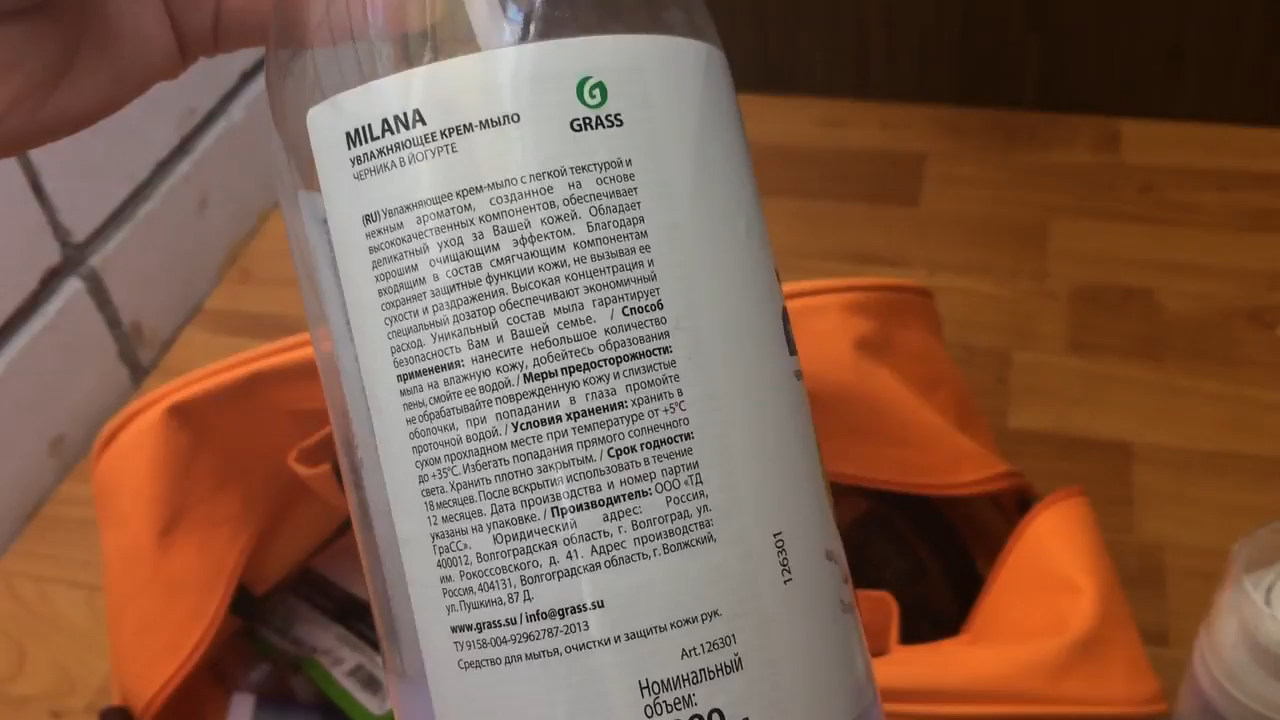 MILANA
УВЛАЖНЯЮЩЕЕ КРЕМ-МЫЛО
ЧЕРНИКА В ЙОГУРТЕ
GRASS
(RU) Увлажняющее крем-мыло с легкой текстурой и
нежным ароматом, созданное на основе
высококачественных компонентов, обеспечивает
деликатный уход за Вашей кожей. Обладает
хорошим очищающим эффектом. Благодаря
входящим в состав смягчающим компонентам
сохраняет защитные функции кожи, не вызывая ее
сухости и раздражения. Высокая концентрация и
специальный дозатор обеспечивают экономичный
расход. Уникальный состав мыла гарантирует
безопасность Вам и Вашей семье. / Способ
применения: нанесите небольшое количество
мыла на влажную кожу, добейтесь образования
пены, смойте ее водой. / Меры предосторожности:
не обрабатывайте поврежденную кожу и слизистые
оболочки, при попадании в глаза промойте
проточной водой. / Условия хранения: хранить в
сухом прохладном месте при температуре от +5°С
до +35°С. Избегать попадания прямого солнечного
света. Хранить плотно закрытым. / Срок годности:
18 месяцев. После вскрытия использовать в течение
12 месяцев. Дата производства и номер партии
указаны на упаковке. / Производитель: ООО «ТД
ГраСС». Юридический адрес: Россия,
400012, Волгоградская область, г. Волгоград, ул.
им. Рокоссовского, д. 41. Адрес производства:
Россия, 404131, Волгоградская область, г. Волжский,
ул. Пушкина, 87 Д.
www.grass.su / info@grass.su
ТУ 9158-004-92962787-2013
Средство для мытья, очистки и защиты кожи рук.
Art.126301
Номинальный
объем:
126301